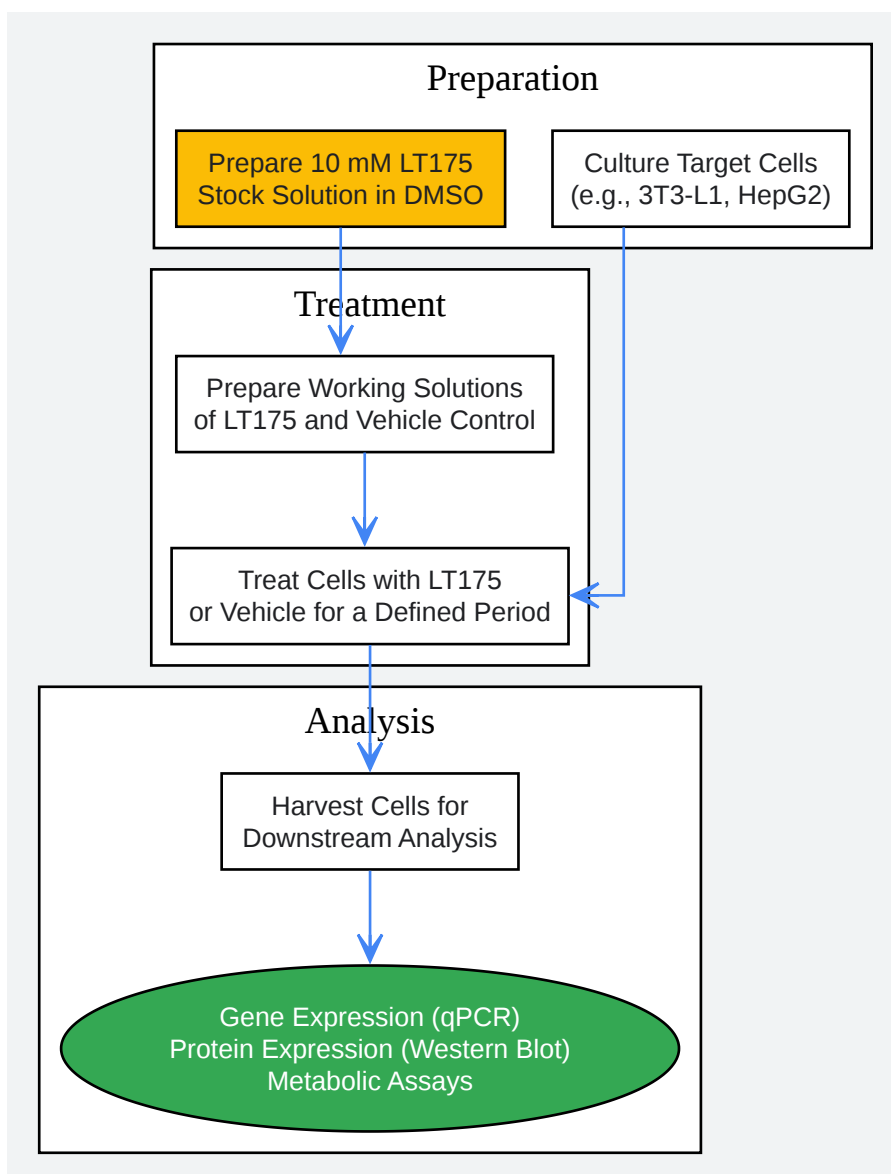 Preparation
Prepare 10 mM LT175
Stock Solution in DMSO
Culture Target Cells
(e.g., 3T3-L1, HepG2)
Treatment
Prepare Working Solutions
of LT175 and Vehicle Control
Treat Cells with LT175
or Vehicle for a Defined Period
Analysis
Harvest Cells for
Downstream Analysis
Gene Expression (qPCR)
Protein Expression (Western Blot)
Metabolic Assays